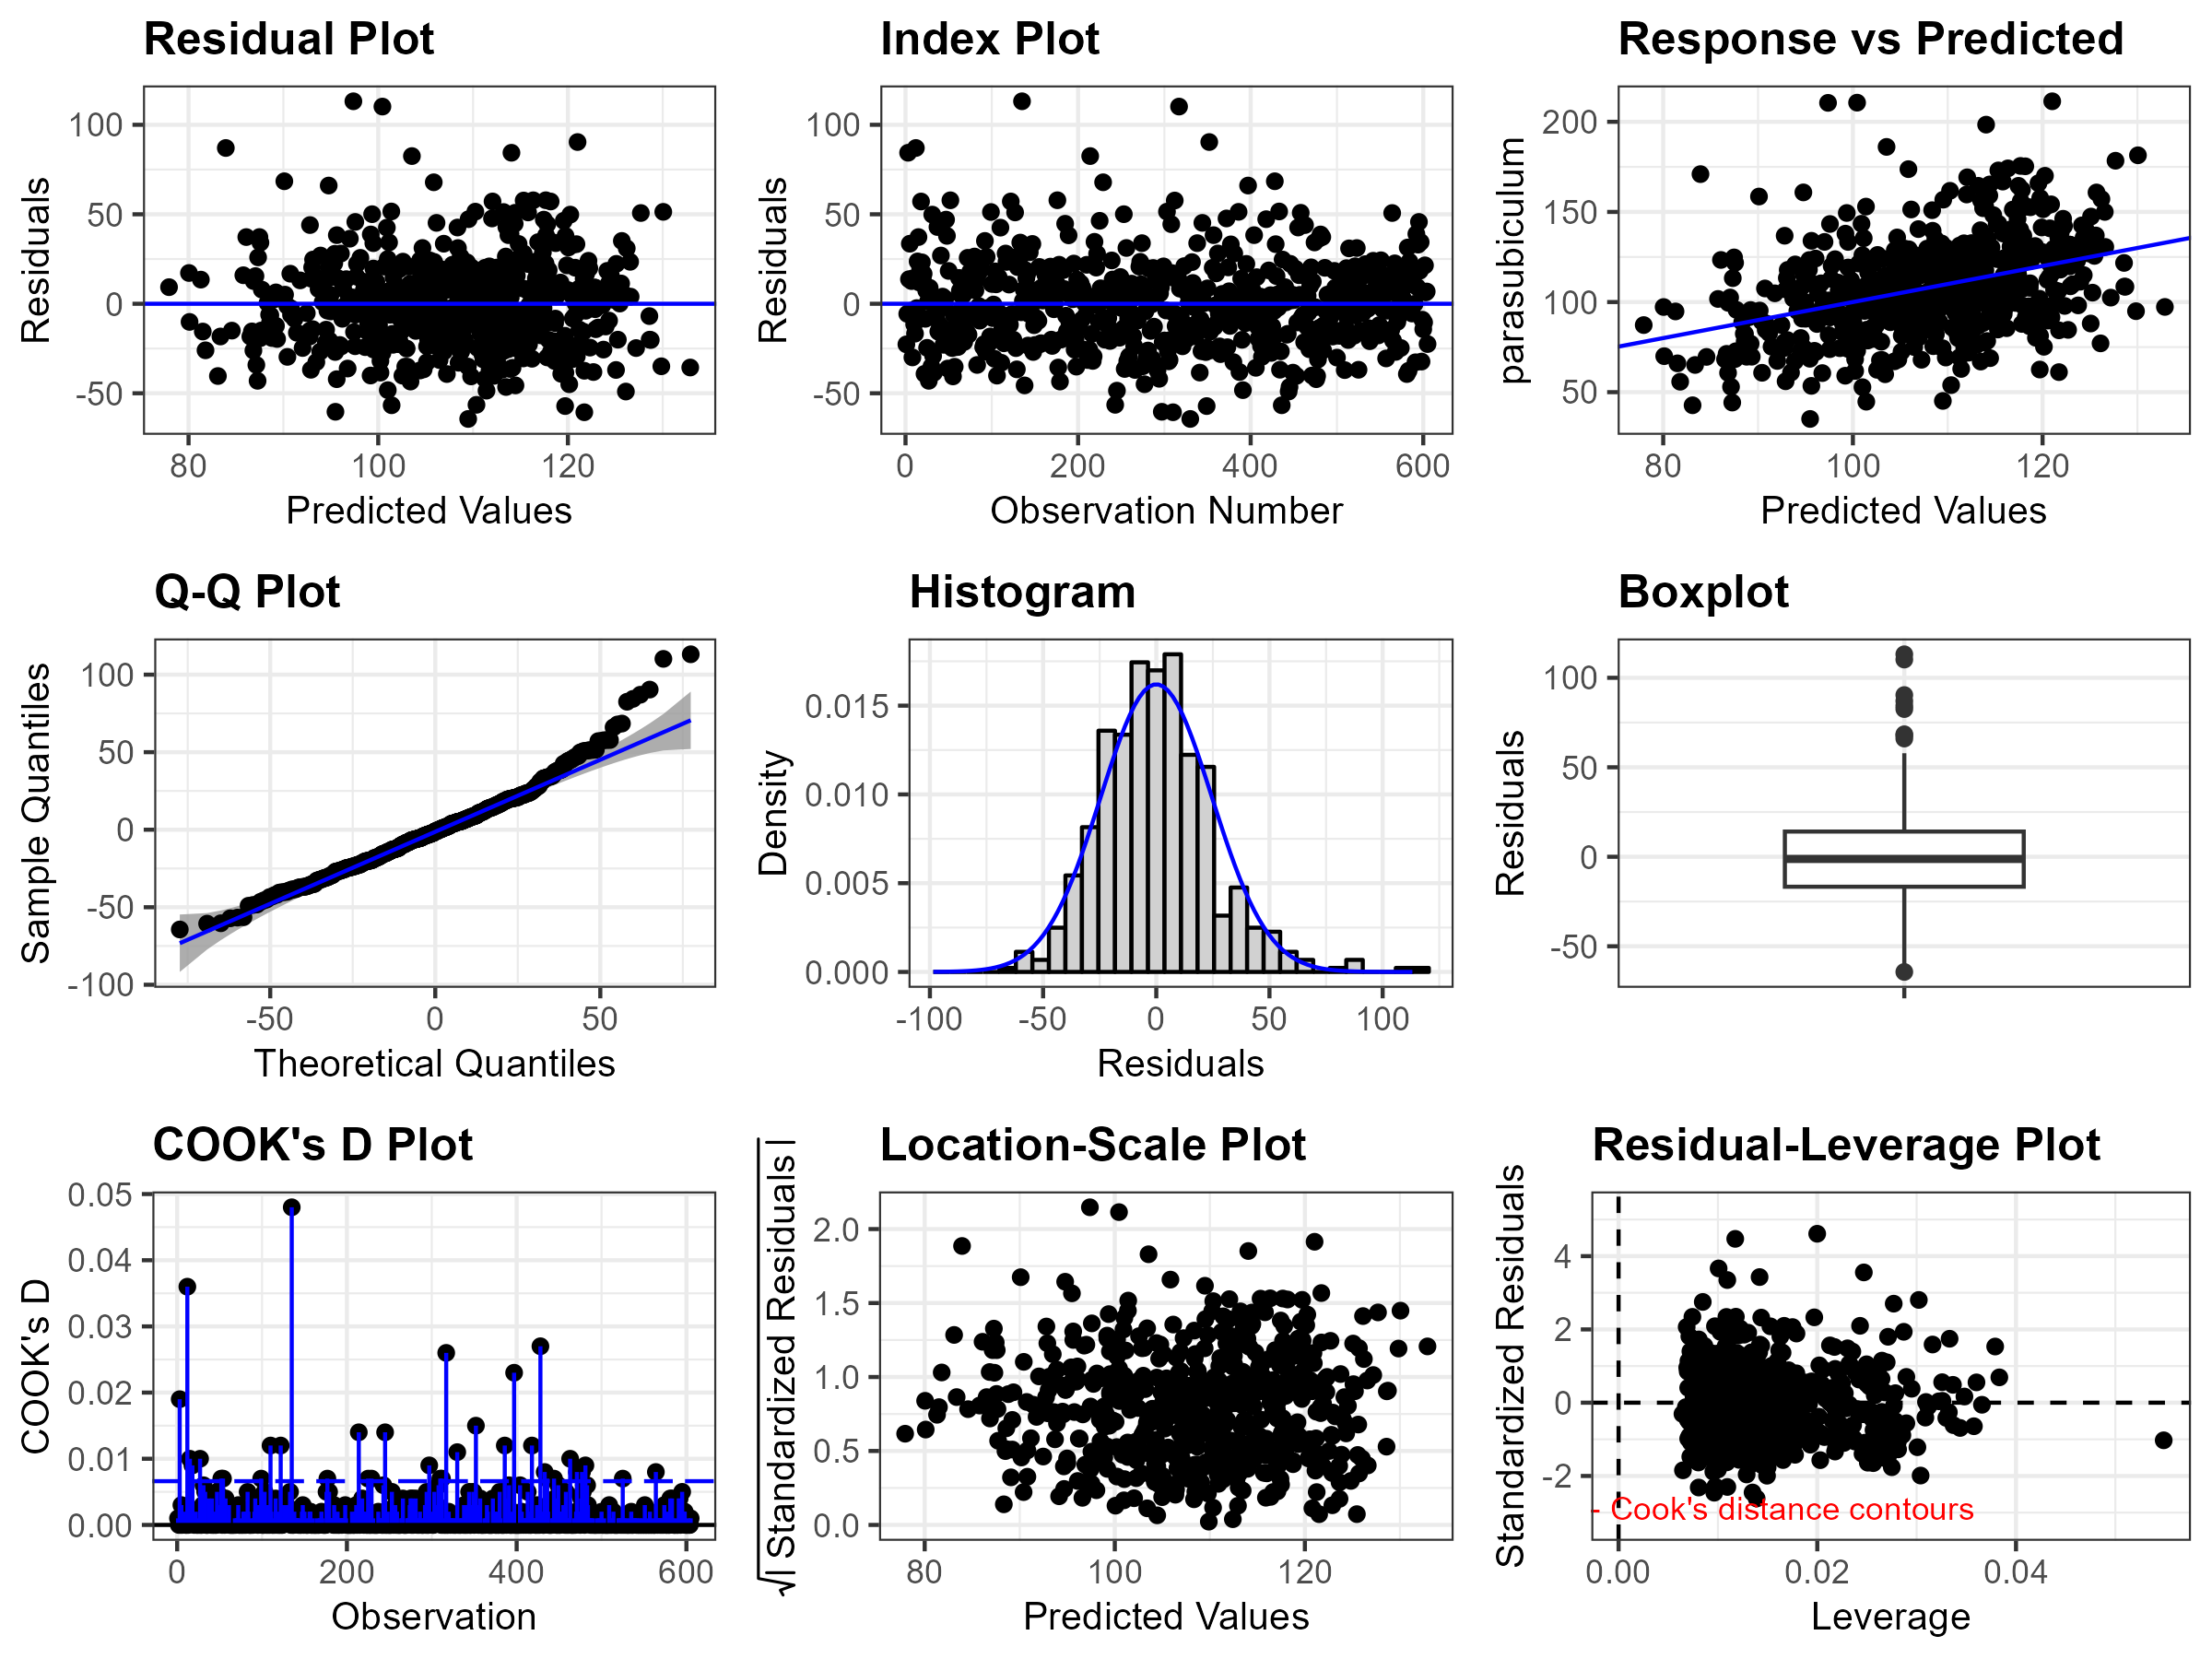 Residual Plot
Index Plot
Response vs Predicted
Residuals
100
50
0
-50
80
100
120
Predicted Values
Residuals
100
50
0
-50
0
200
400
600
Observation Number
parasubiculum
200
150
100
50
80
100
120
Predicted Values
Q-Q Plot
Histogram
Boxplot
Sample Quantiles
100
50
0
-50
-100
-50
0
50
Theoretical Quantiles
Density
0.015
0.010
0.005
0.000
-100
-50
0
50
100
Residuals
Residuals
100
50
0
-50
COOK's D Plot
Location-Scale Plot
Residual-Leverage Plot
COOK's D
0.05
0.04
0.03
0.02
0.01
0.00
0
200
400
600
Observation
√| Standardized Residuals |
2.0
1.5
1.0
0.5
0.0
80
100
120
Predicted Values
Standardized Residuals
4
2
0
-2
- Cook's distance contours
0.00
0.02
0.04
Leverage